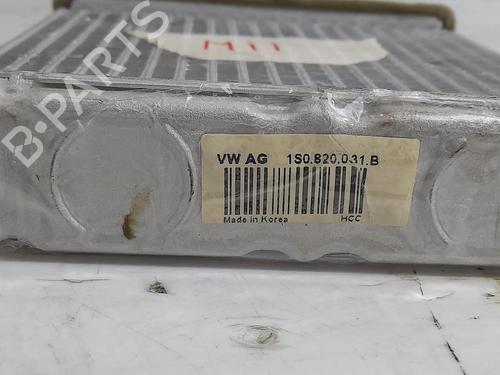 M11
B-PARTS
VW AG 1S0.820.031.B
Made in Korea HCC